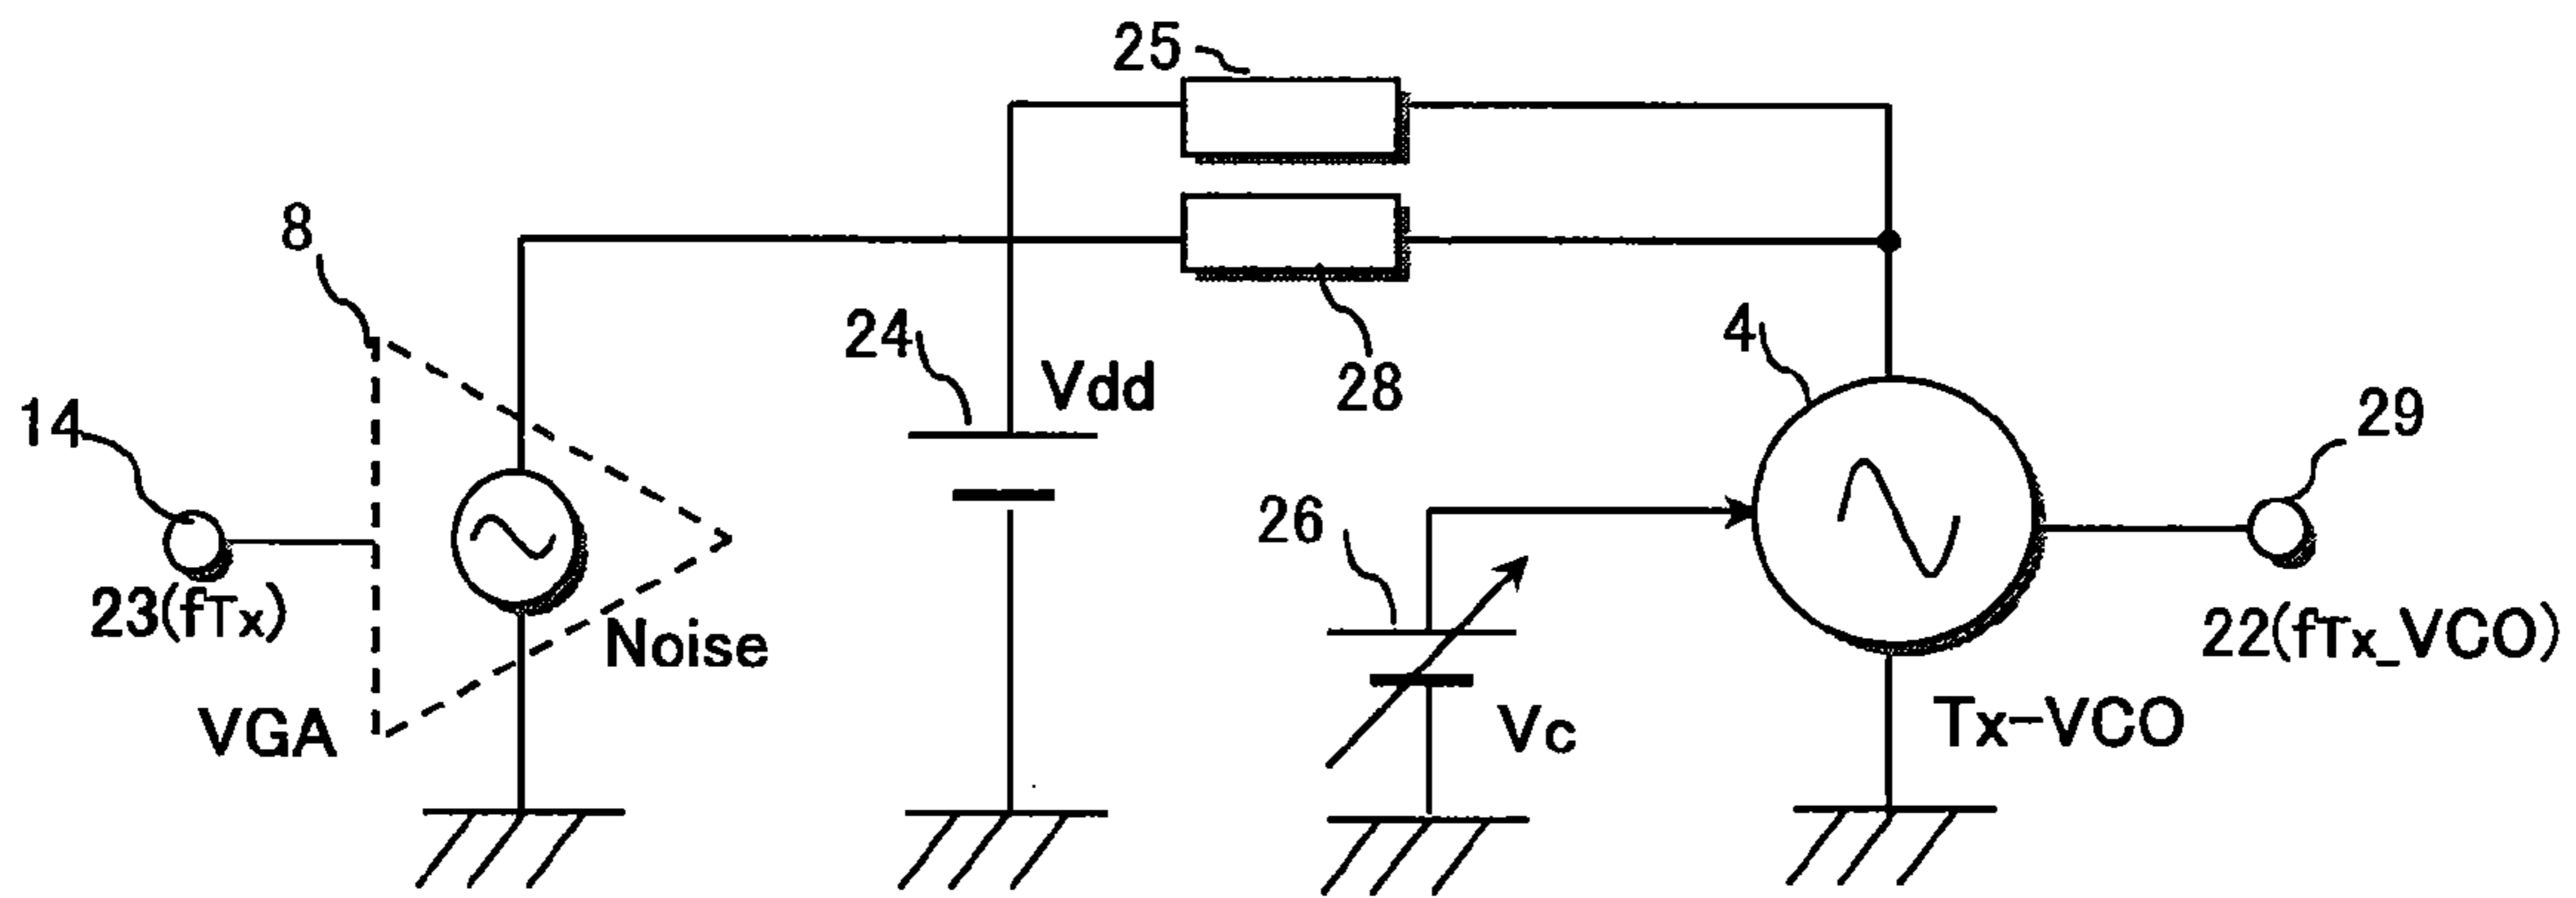 25
8
24
Vdd
28
4
14
29
26
23(fTx)
Noise
22(fTx_VCO)
VGA
Vc
Tx-VCO